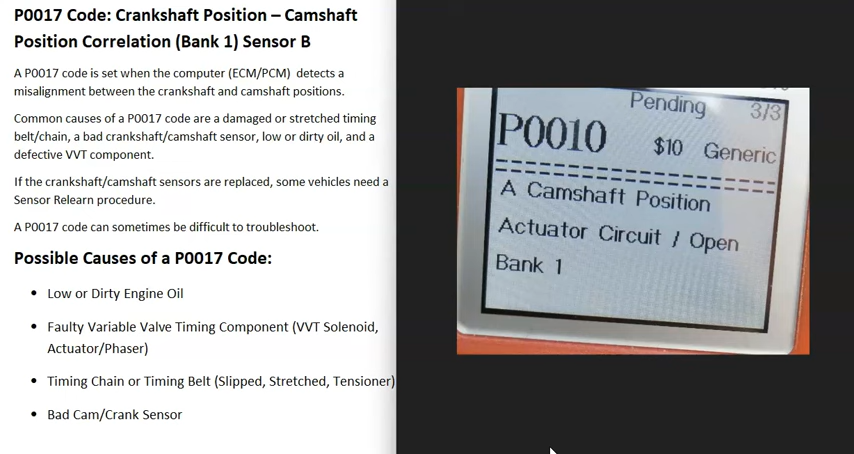 P0017 Code: Crankshaft Position – Camshaft
Position Correlation (Bank 1) Sensor B
A P0017 code is set when the computer (ECM/PCM) detects a
misalignment between the crankshaft and camshaft positions.
Common causes of a P0017 code are a damaged or stretched timing
belt/chain, a bad crankshaft/camshaft sensor, low or dirty oil, and a
defective VVT component.
If the crankshaft/camshaft sensors are replaced, some vehicles need a
Sensor Relearn procedure.
A P0017 code can sometimes be difficult to troubleshoot.
Possible Causes of a P0017 Code:
• Low or Dirty Engine Oil
• Faulty Variable Valve Timing Component (VVT Solenoid,
Actuator/Phaser)
• Timing Chain or Timing Belt (Slipped, Stretched, Tensioner)
• Bad Cam/Crank Sensor
Pending 3/3
P0010 $10 Generic
A Camshaft Position
Actuator Circuit / Open
Bank 1